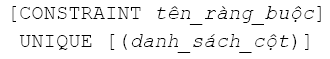 [CONSTRAINT tên_ràng_buộc]
UNIQUE [(danh_sách_cột)]